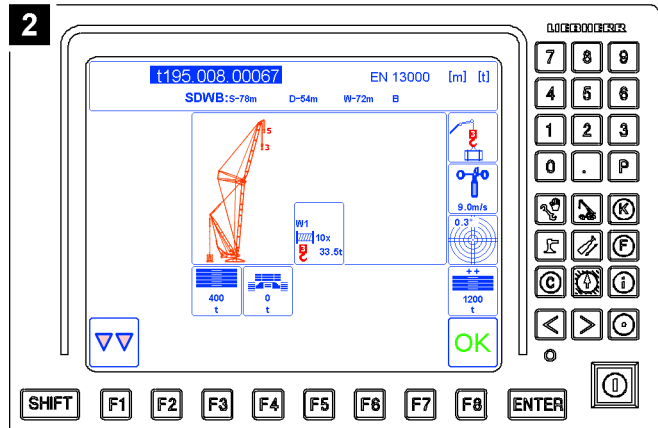 2
LIEBHERR
t195.008.00067 EN 13000 [m] [t]
SDWB:S-78m D-54m W-72m B
5
3
3
W1
10x
3 33.5t
9.0m/s
0.3°
400
t
0
t
++
1200
t
OK
7 8 9
4 5 6
1 2 3
0 . P
K
F
C i
< >
SHIFT F1 F2 F3 F4 F5 F6 F7 F8 ENTER